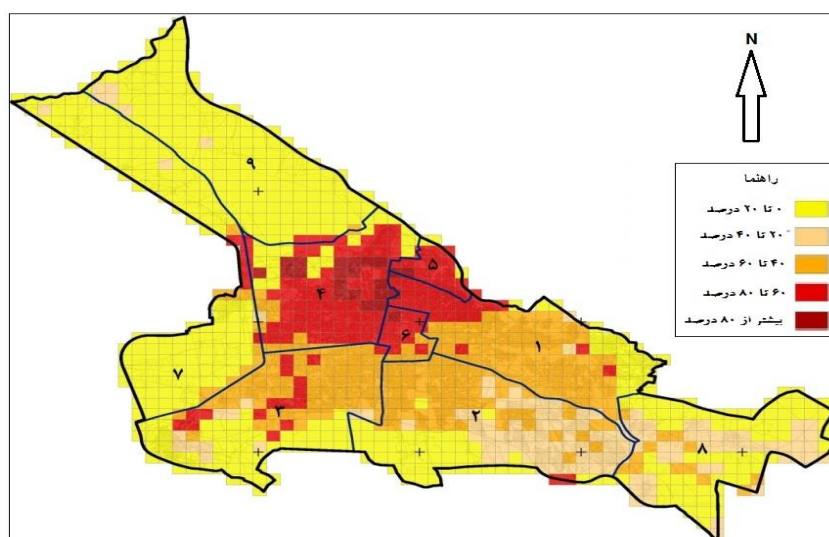 N
راهنما
۰ تا ۲۰ درصد
۲۰ تا ۴۰ درصد
۴۰ تا ۶۰ درصد
۶۰ تا ۸۰ درصد
بیشتر از ۸۰ درصد
۹
۵
۴
۶
۱
۷
۳
۲
۸